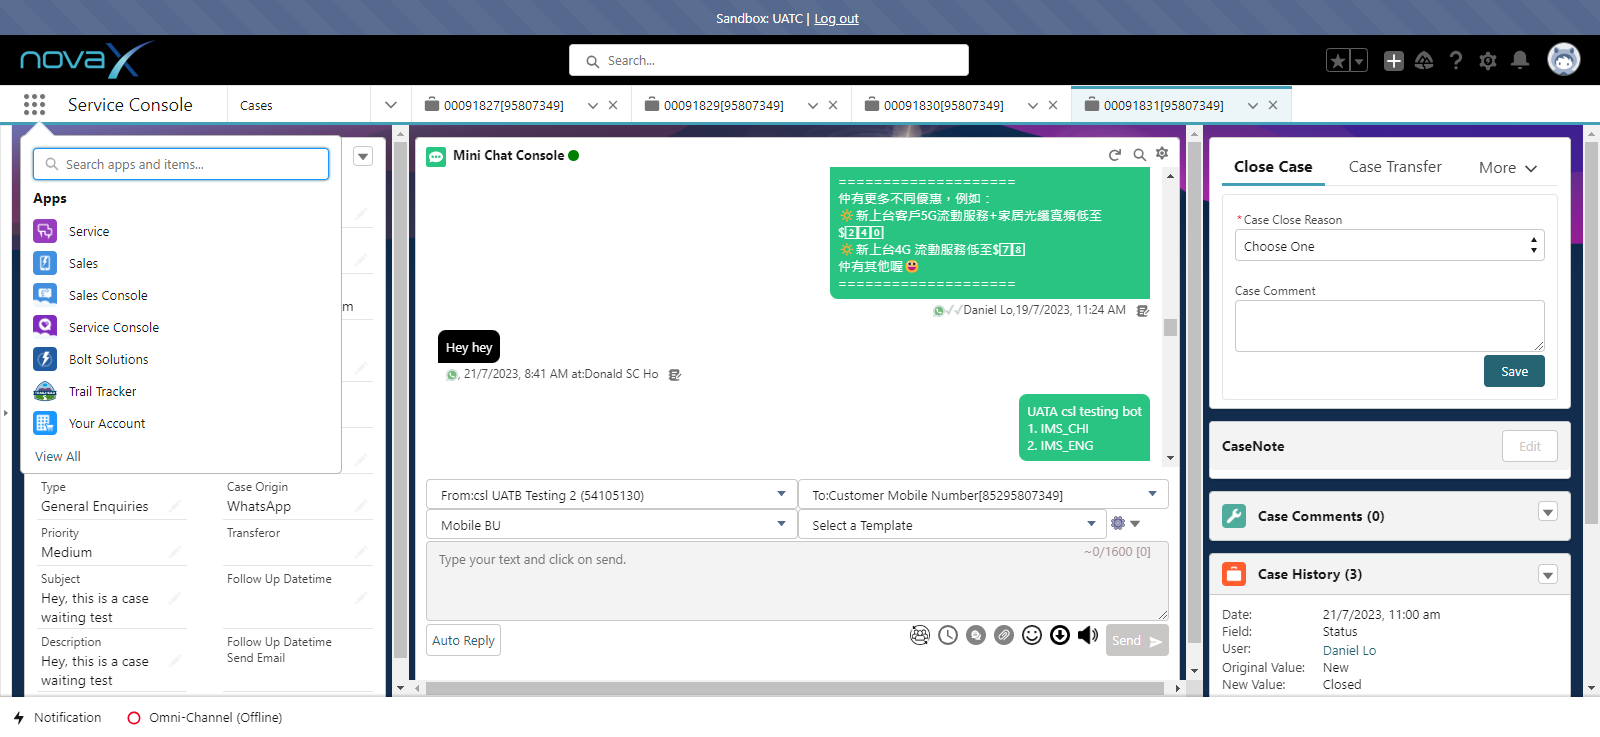 Sandbox: UATC | Log out
novaX
Search...
Service Console
Cases
00091827[95807349]
00091829[95807349]
00091830[95807349]
00091831[95807349]
Search apps and items...
Apps
Service
Sales
Sales Console
Service Console
Bolt Solutions
Trail Tracker
Your Account
View All
m
Type
General Enquiries
Case Origin
WhatsApp
Priority
Medium
Transferor
Subject
Hey, this is a case
waiting test
Follow Up Datetime
Description
Hey, this is a case
waiting test
Follow Up Datetime
Send Email
Mini Chat Console
====================
仲有更多不同優惠，例如：
🔆新上台客戶5G流動服務+家居光纖寬頻低至
$2️⃣4️⃣0️⃣
🔆新上台4G 流動服務低至$7️⃣8️⃣
仲有其他喔😃
====================
Daniel Lo,19/7/2023, 11:24 AM
Hey hey
, 21/7/2023, 8:41 AM at:Donald SC Ho
UATA csl testing bot
1. IMS_CHI
2. IMS_ENG
From:csl UATB Testing 2 (54105130)
To:Customer Mobile Number[85295807349]
Mobile BU
Select a Template
Type your text and click on send.
~0/1600 [0]
Auto Reply
Send
Close Case
Case Transfer
More
*Case Close Reason
Choose One
Case Comment
Save
CaseNote
Edit
Case Comments (0)
Case History (3)
Date: 21/7/2023, 11:00 am
Field: Status
User: Daniel Lo
Original Value: New
New Value: Closed
Notification
Omni-Channel (Offline)